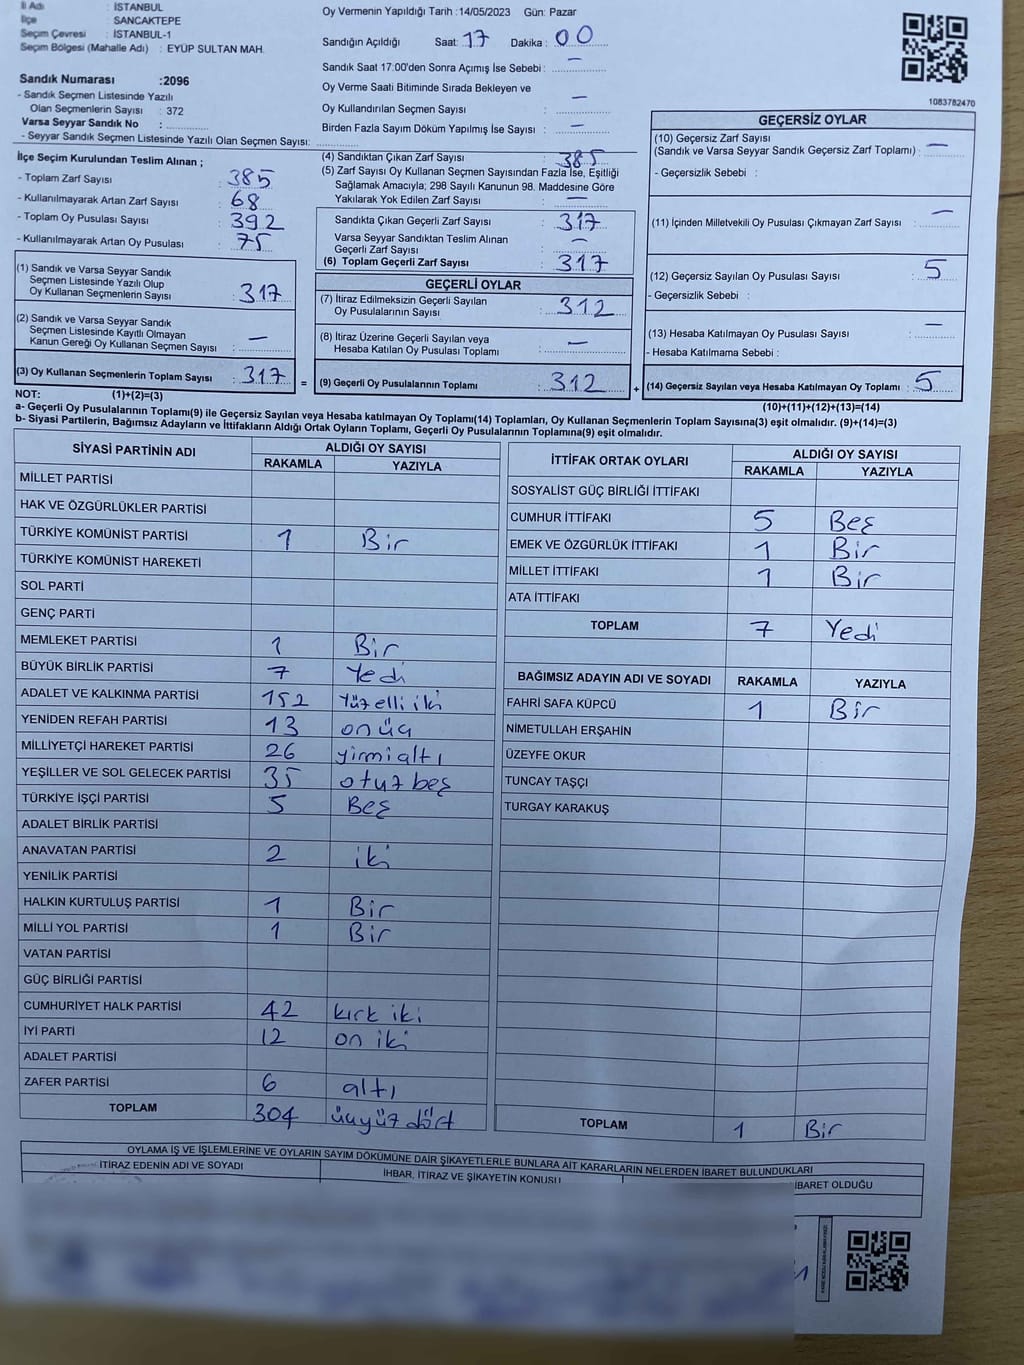 İl Adı : İSTANBUL
İlçe : SANCAKTEPE
Seçim Çevresi : İSTANBUL-1
Seçim Bölgesi (Mahalle Adı) : EYÜP SULTAN MAH.
Sandık Numarası :2096
- Sandık Seçmen Listesinde Yazılı
Olan Seçmenlerin Sayısı : 372
Varsa Seyyar Sandık No :
- Seyyar Sandık Seçmen Listesinde Yazılı Olan Seçmen Sayısı:
Oy Vermenin Yapıldığı Tarih :14/05/2023 Gün: Pazar
Sandığın Açıldığı Saat: 17 Dakika : 00
Sandık Saat 17:00'den Sonra Açımış İse Sebebi : —
Oy Verme Saati Bitiminde Sırada Bekleyen ve
Oy Kullandırılan Seçmen Sayısı : —
Birden Fazla Sayım Döküm Yapılmış İse Sayısı : —
1083782470
İlçe Seçim Kurulundan Teslim Alınan ;
- Toplam Zarf Sayısı : 385
- Kullanılmayarak Artan Zarf Sayısı : 68
- Toplam Oy Pusulası Sayısı : 392
- Kullanılmayarak Artan Oy Pusulası : 75
(1) Sandık ve Varsa Seyyar Sandık
Seçmen Listesinde Yazılı Olup
Oy Kullanan Seçmenlerin Sayısı : 317
(2) Sandık ve Varsa Seyyar Sandık
Seçmen Listesinde Kayıtlı Olmayan
Kanun Gereği Oy Kullanan Seçmen Sayısı : —
(3) Oy Kullanan Seçmenlerin Toplam Sayısı : 317 =
(4) Sandıktan Çıkan Zarf Sayısı : 385
(5) Zarf Sayısı Oy Kullanan Seçmen Sayısından Fazla İse, Eşitliği
Sağlamak Amacıyla; 298 Sayılı Kanunun 98. Maddesine Göre
Yakılarak Yok Edilen Zarf Sayısı : —
Sandıkta Çıkan Geçerli Zarf Sayısı : 317
Varsa Seyyar Sandıktan Teslim Alınan
Geçerli Zarf Sayısı : —
(6) Toplam Geçerli Zarf Sayısı : 317
GEÇERLİ OYLAR
(7) İtiraz Edilmeksizin Geçerli Sayılan
Oy Pusulalarının Sayısı : 312
(8) İtiraz Üzerine Geçerli Sayılan veya
Hesaba Katılan Oy Pusulası Toplamı : —
(9) Geçerli Oy Pusulalarının Toplamı : 312 +
GEÇERSİZ OYLAR
(10) Geçersiz Zarf Sayısı
(Sandık ve Varsa Seyyar Sandık Geçersiz Zarf Toplamı) : —
- Geçersizlik Sebebi :
(11) İçinden Milletvekili Oy Pusulası Çıkmayan Zarf Sayısı : —
(12) Geçersiz Sayılan Oy Pusulası Sayısı : 5
- Geçersizlik Sebebi :
(13) Hesaba Katılmayan Oy Pusulası Sayısı : —
- Hesaba Katılmama Sebebi :
(14) Geçersiz Sayılan veya Hesaba Katılmayan Oy Toplamı : 5
NOT: (1)+(2)=(3) (10)+(11)+(12)+(13)=(14)
a- Geçerli Oy Pusulalarının Toplamı(9) ile Geçersiz Sayılan veya Hesaba katılmayan Oy Toplamı(14) Toplamları, Oy Kullanan Seçmenlerin Toplam Sayısına(3) eşit olmalıdır. (9)+(14)=(3)
b- Siyasi Partilerin, Bağımsız Adayların ve İttifakların Aldığı Ortak Oyların Toplamı, Geçerli Oy Pusulalarının Toplamına(9) eşit olmalıdır.
SİYASİ PARTİNİN ADI ALDIĞI OY SAYISI
RAKAMLA YAZIYLA
MİLLET PARTİSİ
HAK VE ÖZGÜRLÜKLER PARTİSİ
TÜRKİYE KOMÜNİST PARTİSİ 1 Bir
TÜRKİYE KOMÜNİST HAREKETİ
SOL PARTİ
GENÇ PARTİ
MEMLEKET PARTİSİ 1 Bir
BÜYÜK BİRLİK PARTİSİ 7 Yedi
ADALET VE KALKINMA PARTİSİ 152 Yüz elli iki
YENİDEN REFAH PARTİSİ 13 on üç
MİLLİYETÇİ HAREKET PARTİSİ 26 yirmi altı
YEŞİLLER VE SOL GELECEK PARTİSİ 35 otuz beş
TÜRKİYE İŞÇİ PARTİSİ 5 Beş
ADALET BİRLİK PARTİSİ
ANAVATAN PARTİSİ 2 iki
YENİLİK PARTİSİ
HALKIN KURTULUŞ PARTİSİ 1 Bir
MİLLİ YOL PARTİSİ 1 Bir
VATAN PARTİSİ
GÜÇ BİRLİĞİ PARTİSİ
CUMHURİYET HALK PARTİSİ 42 kırk iki
İYİ PARTİ 12 on iki
ADALET PARTİSİ
ZAFER PARTİSİ 6 altı
TOPLAM 304 üçyüz dört
İTTİFAK ORTAK OYLARI ALDIĞI OY SAYISI
RAKAMLA YAZIYLA
SOSYALİST GÜÇ BİRLİĞİ İTTİFAKI
CUMHUR İTTİFAKI 5 Beş
EMEK VE ÖZGÜRLÜK İTTİFAKI 1 Bir
MİLLET İTTİFAKI 1 Bir
ATA İTTİFAKI
TOPLAM 7 Yedi
BAĞIMSIZ ADAYIN ADI VE SOYADI RAKAMLA YAZIYLA
FAHRİ SAFA KÜPCÜ 1 Bir
NİMETULLAH ERŞAHİN
ÜZEYFE OKUR
TUNCAY TAŞÇI
TURGAY KARAKUŞ
TOPLAM 1 Bir
OYLAMA İŞ VE İŞLEMLERİNE VE OYLARIN SAYIM DÖKÜMÜNE DAİR ŞİKAYETLERLE BUNLARA AİT KARARLARIN NELERDEN İBARET BULUNDUKLARI
İTİRAZ EDENİN ADI VE SOYADI
İHBAR, İTİRAZ VE ŞİKAYETİN KONUSU
İBARET OLDUĞU